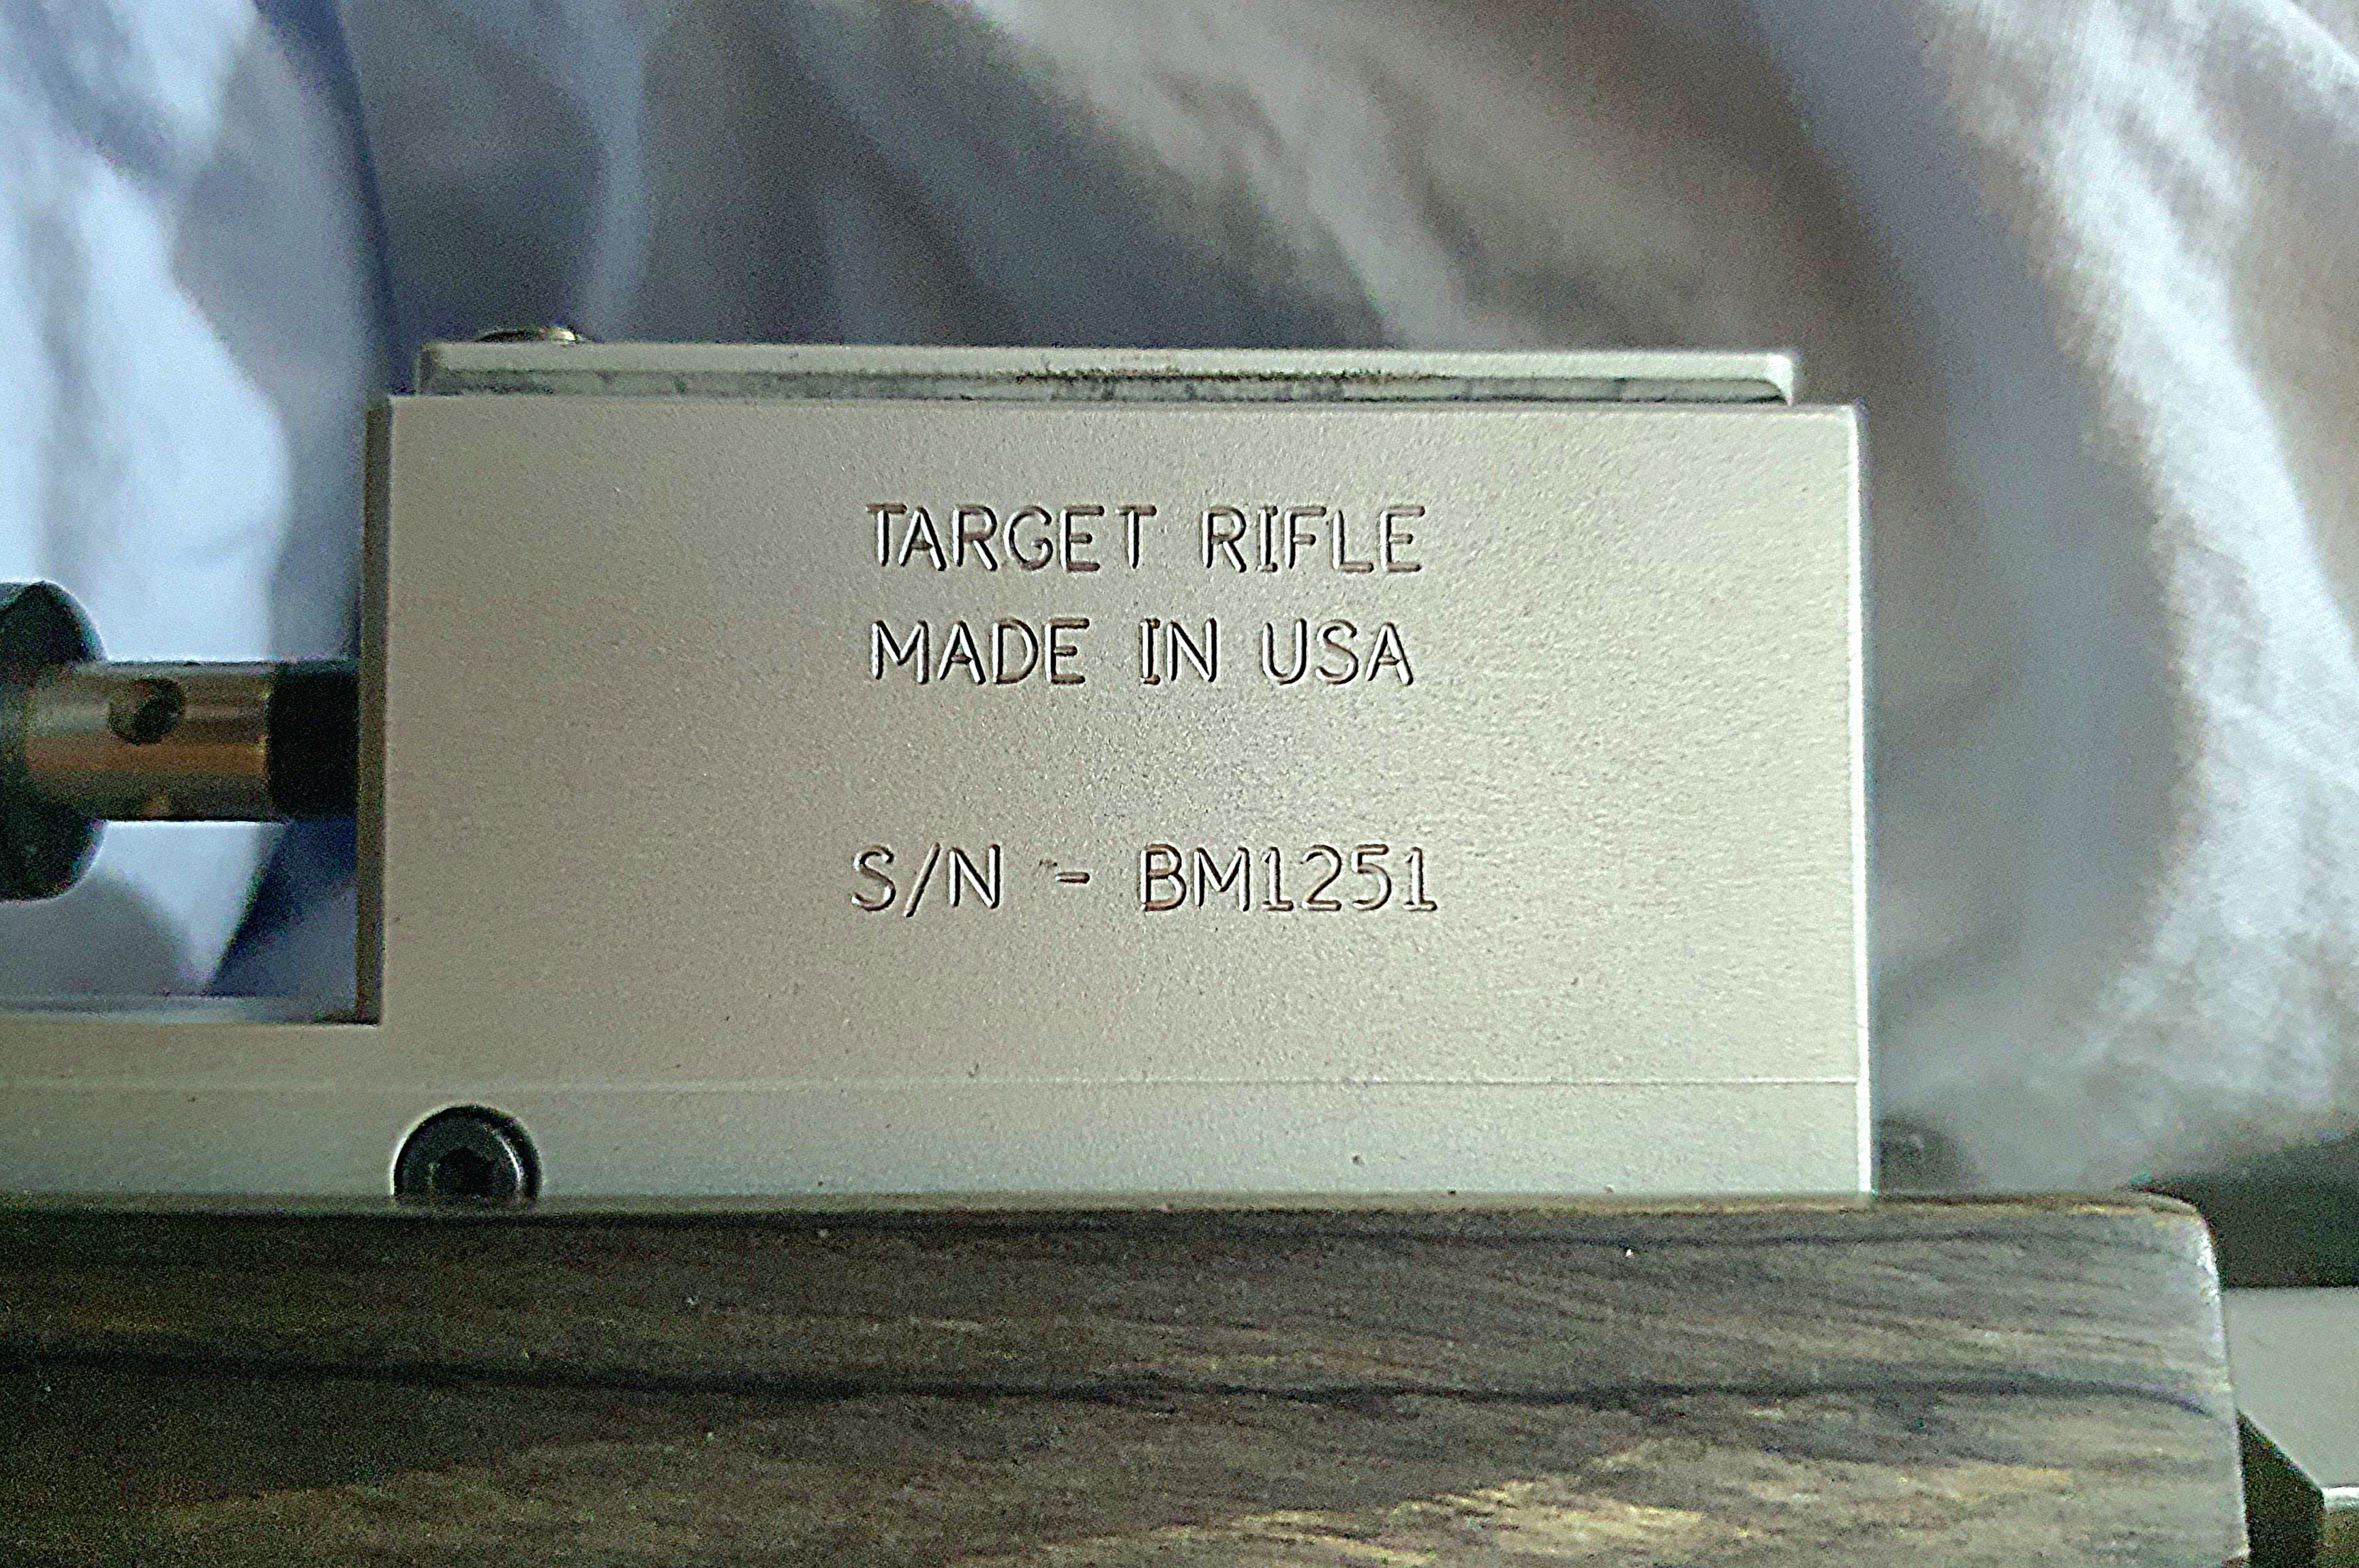 TARGET RIFLE
MADE IN USA
S/N - BM1251